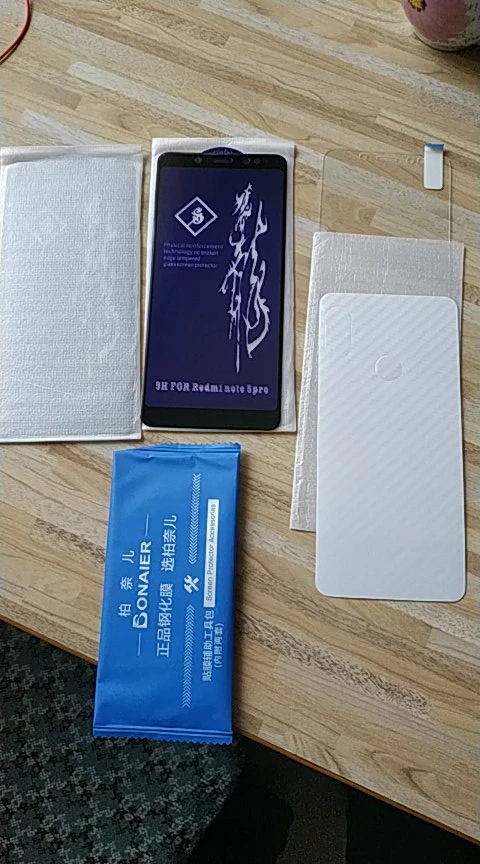 Physical reinforcement
technology no broken
edge tempered
glass screen protector
9H FOR Redmi note 5pro
柏奈儿
BONAIER
正品钢化膜 选柏奈儿
Screen Protector Accessories
贴膜辅助工具包
(内附两套)